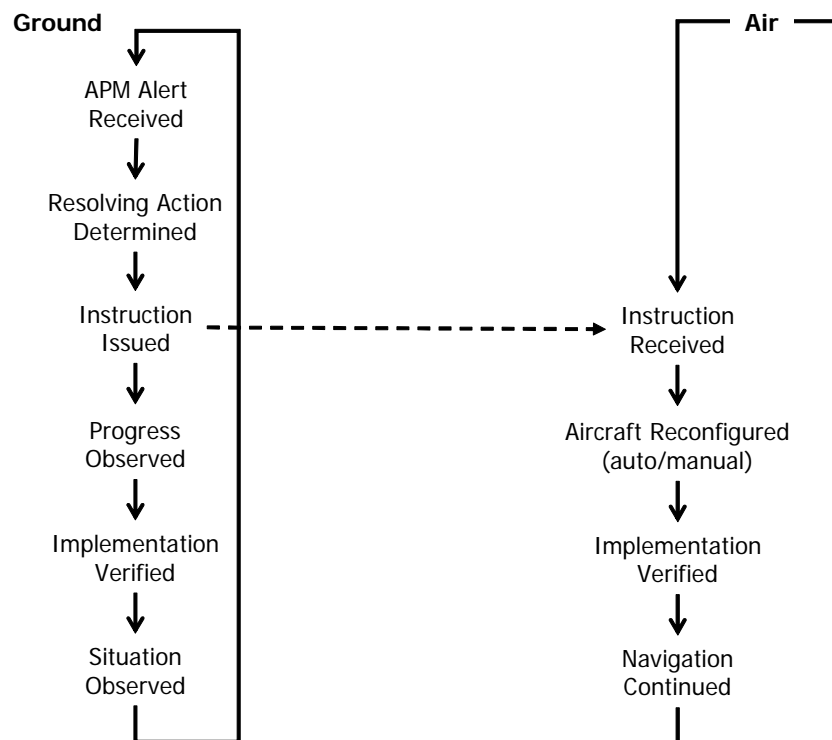 Ground
APM Alert
Received
Resolving Action
Determined
Instruction
Issued
Progress
Observed
Implementation
Verified
Situation
Observed
Air
Instruction
Received
Aircraft Reconfigured
(auto/manual)
Implementation
Verified
Navigation
Continued